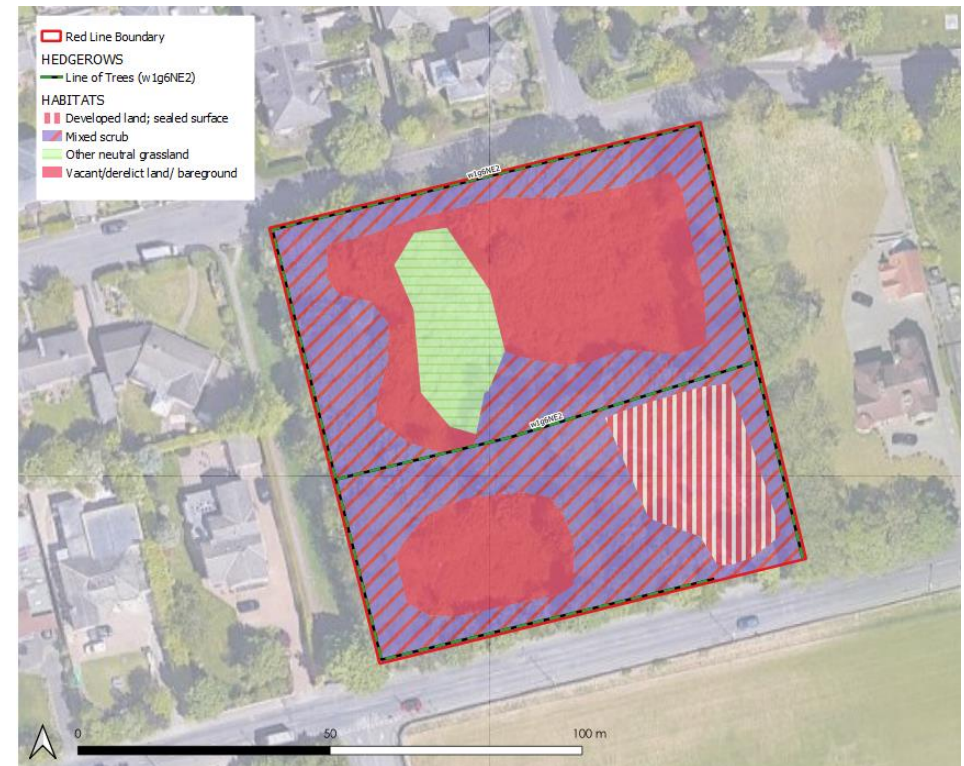 Red Line Boundary
HEDGEROWS
Line of Trees (w1g6NE2)
HABITATS
Developed land; sealed surface
Mixed scrub
Other neutral grassland
Vacant/derlict land/ bareground
w1g6NE2
w1g6NE2
0 50 100 m